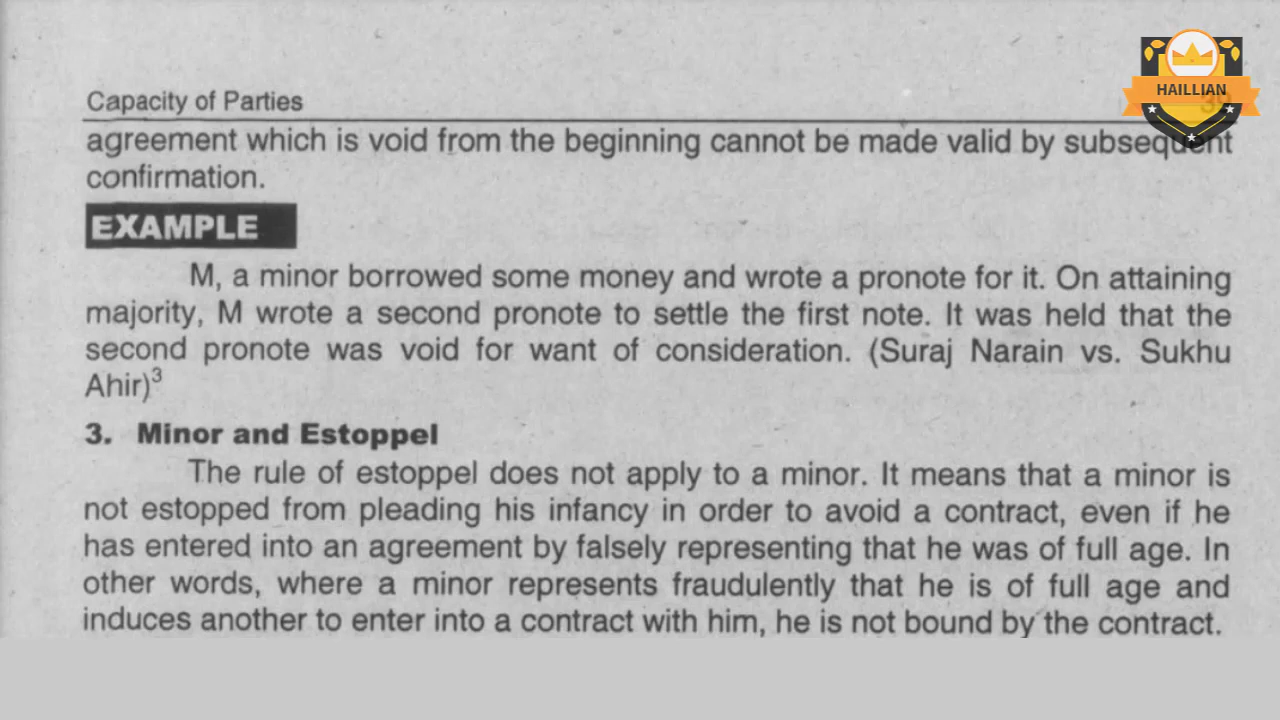 HAILLIAN
Capacity of Parties
agreement which is void from the beginning cannot be made valid by subsequent
confirmation.
EXAMPLE
M, a minor borrowed some money and wrote a pronote for it. On attaining
majority, M wrote a second pronote to settle the first note. It was held that the
second pronote was void for want of consideration. (Suraj Narain vs. Sukhu
Ahir)3
3. Minor and Estoppel
The rule of estoppel does not apply to a minor. It means that a minor is
not estopped from pleading his infancy in order to avoid a contract, even if he
has entered into an agreement by falsely representing that he was of full age. In
other words, where a minor represents fraudulently that he is of full age and
induces another to enter into a contract with him, he is not bound by the contract.